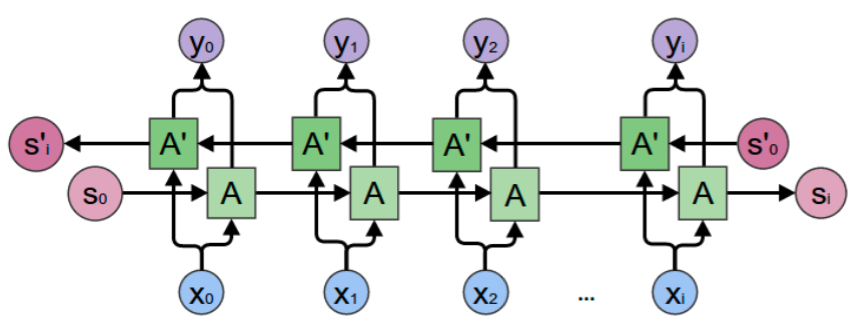 y₀ y₁ y₂ yᵢ
s'ᵢ A' A' A' A' s'₀
s₀ A A A A sᵢ
x₀ x₁ x₂ ... xᵢ